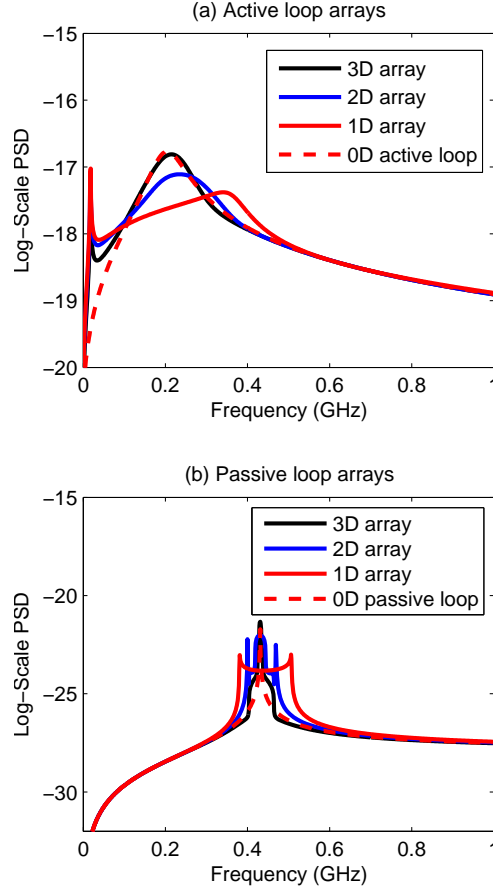 (a) Active loop arrays
−15
−16
−17
−18
−19
−20
Log−Scale PSD
3D array
2D array
1D array
0D active loop
0 0.2 0.4 0.6 0.8 1
Frequency (GHz)
(b) Passive loop arrays
−15
−20
−25
−30
Log−Scale PSD
3D array
2D array
1D array
0D passive loop
0 0.2 0.4 0.6 0.8 1
Frequency (GHz)